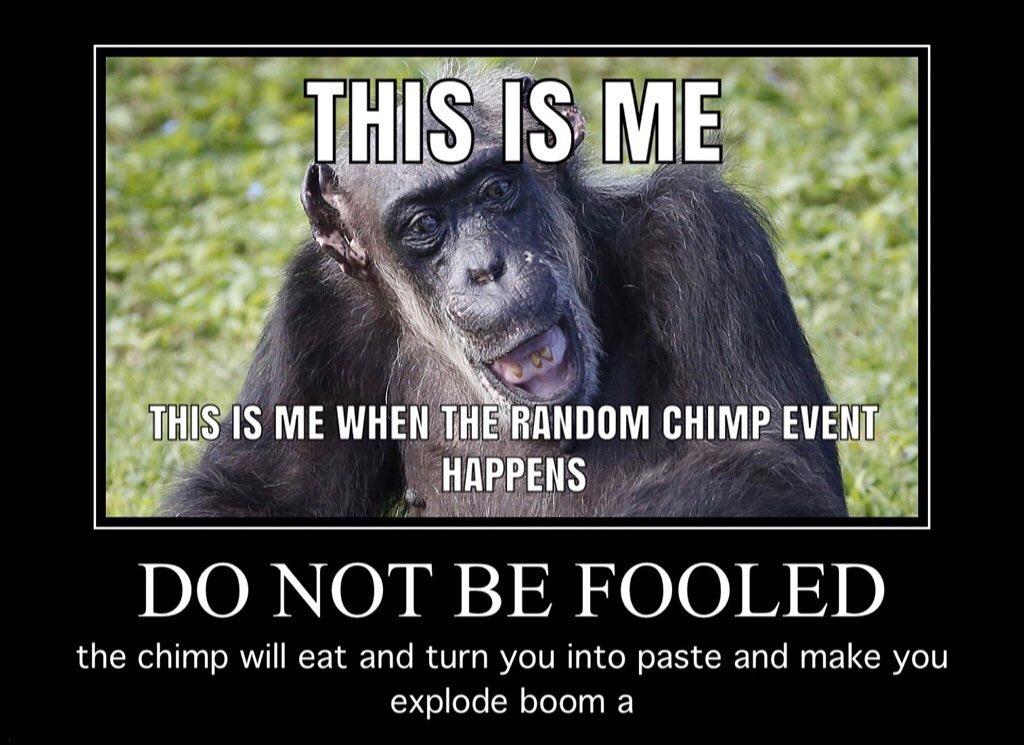 THIS IS ME
THIS IS ME WHEN THE RANDOM CHIMP EVENT
HAPPENS
DO NOT BE FOOLED
the chimp will eat and turn you into paste and make you
explode boom a